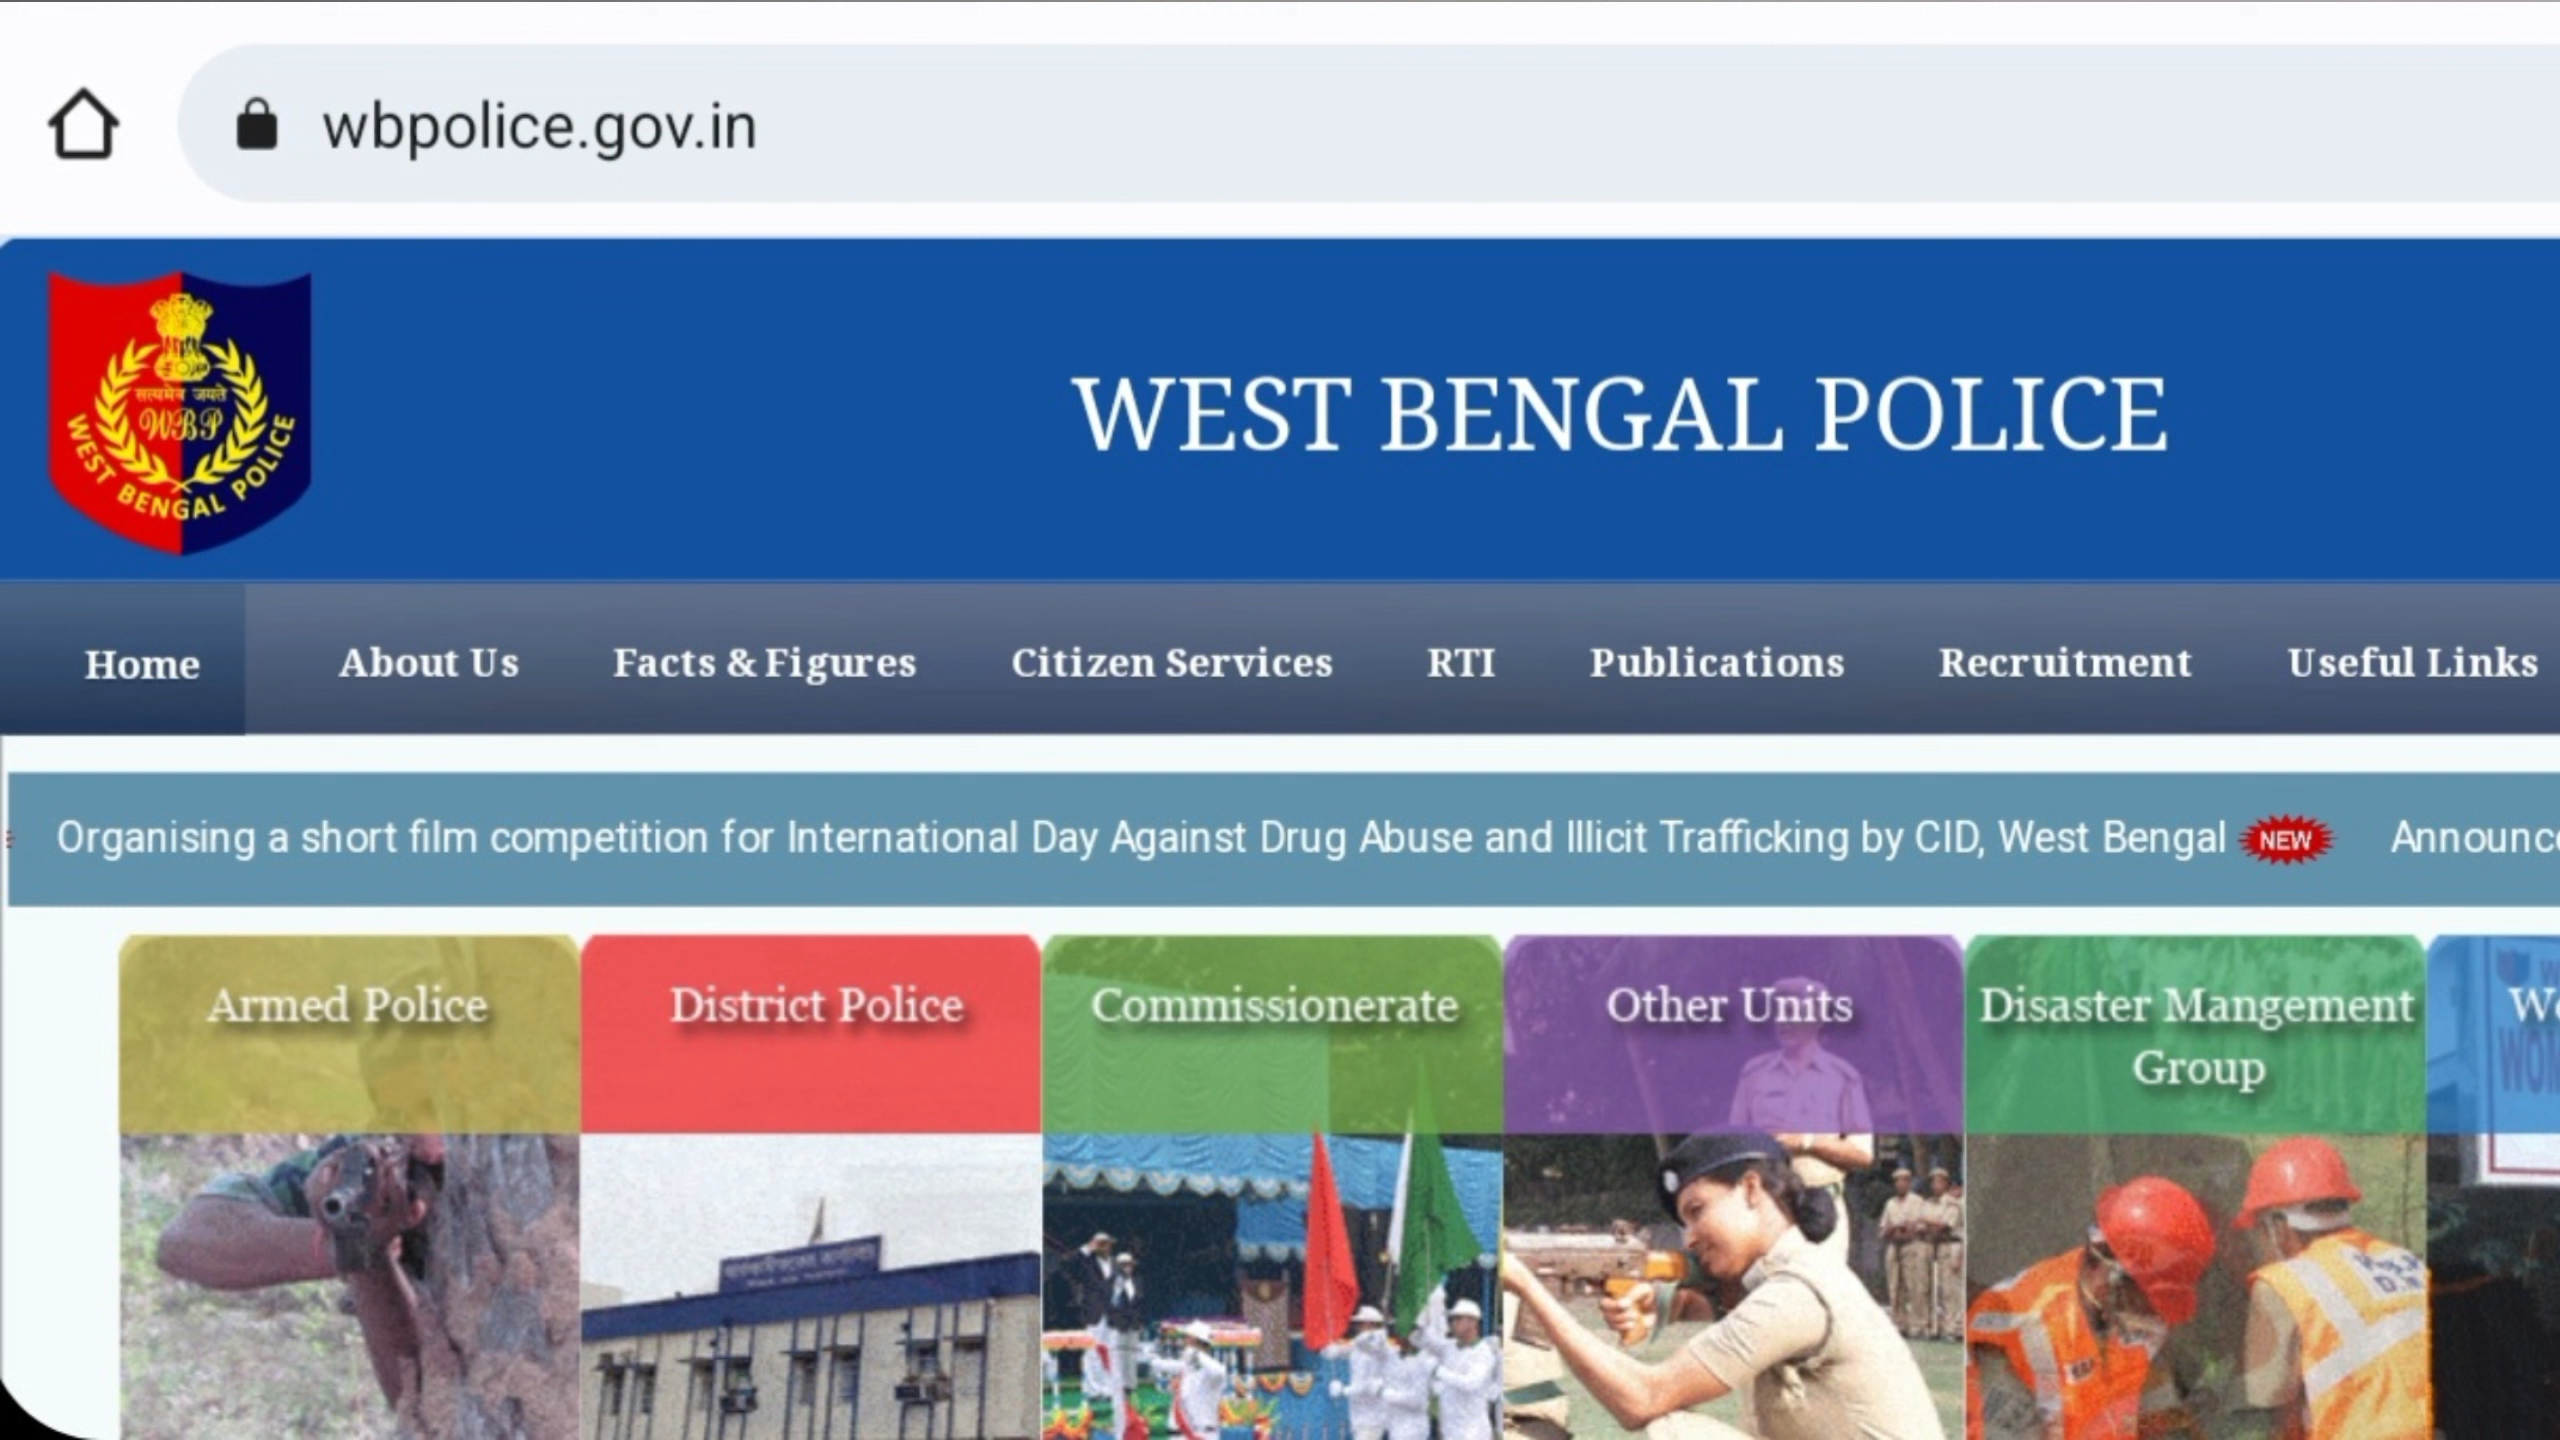 wbpolice.gov.in
सत्यमेव जयते
WBP
WEST BENGAL POLICE
WEST BENGAL POLICE
Home About Us Facts & Figures Citizen Services RTI Publications Recruitment Useful Links
Organising a short film competition for International Day Against Drug Abuse and Illicit Trafficking by CID, West Bengal NEW Announc
Armed Police District Police Commissionerate Other Units Disaster Mangement
Group